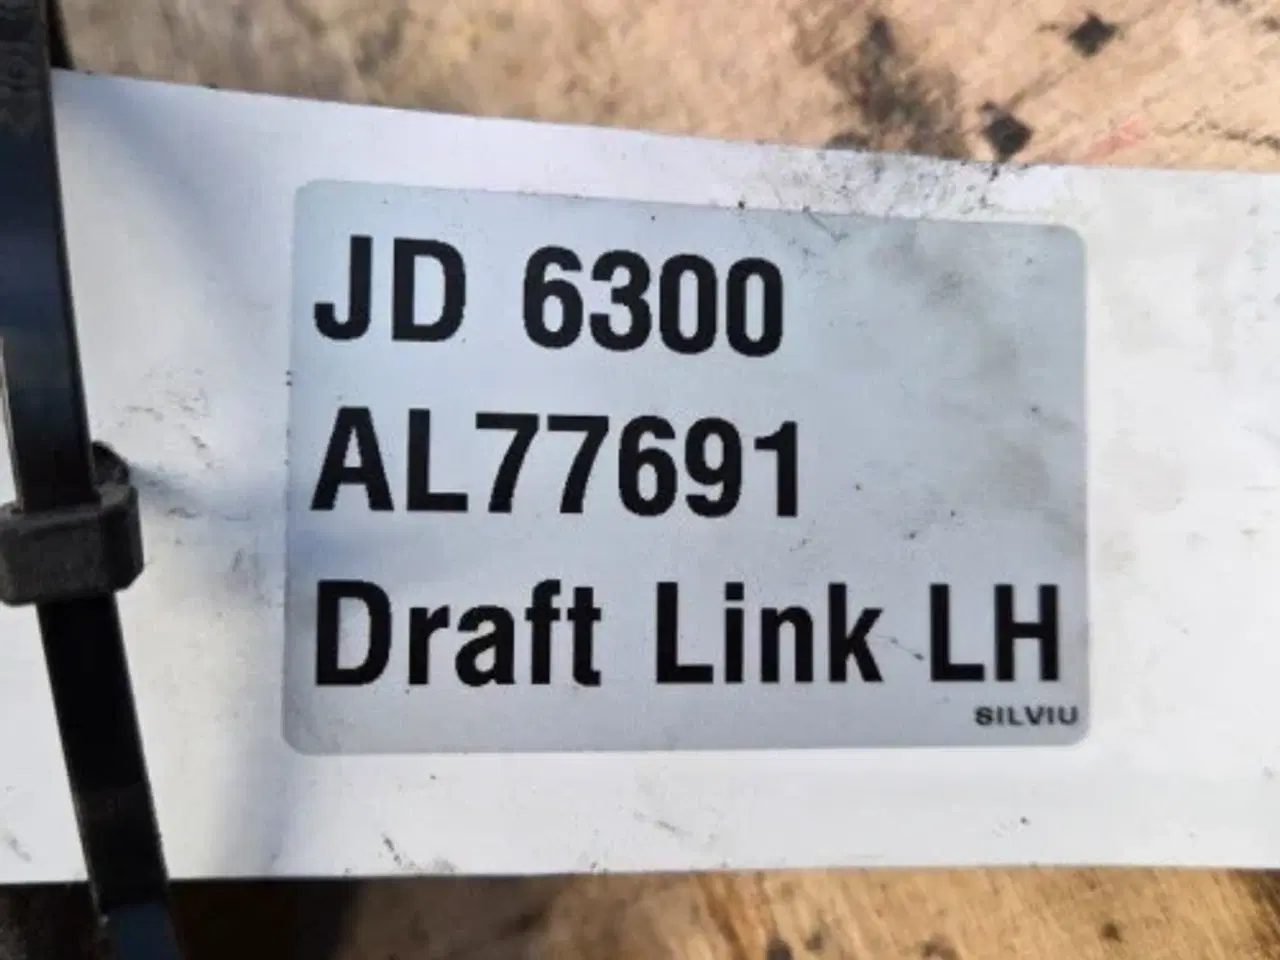 JD 6300
AL77691
Draft Link LH
SILVIU